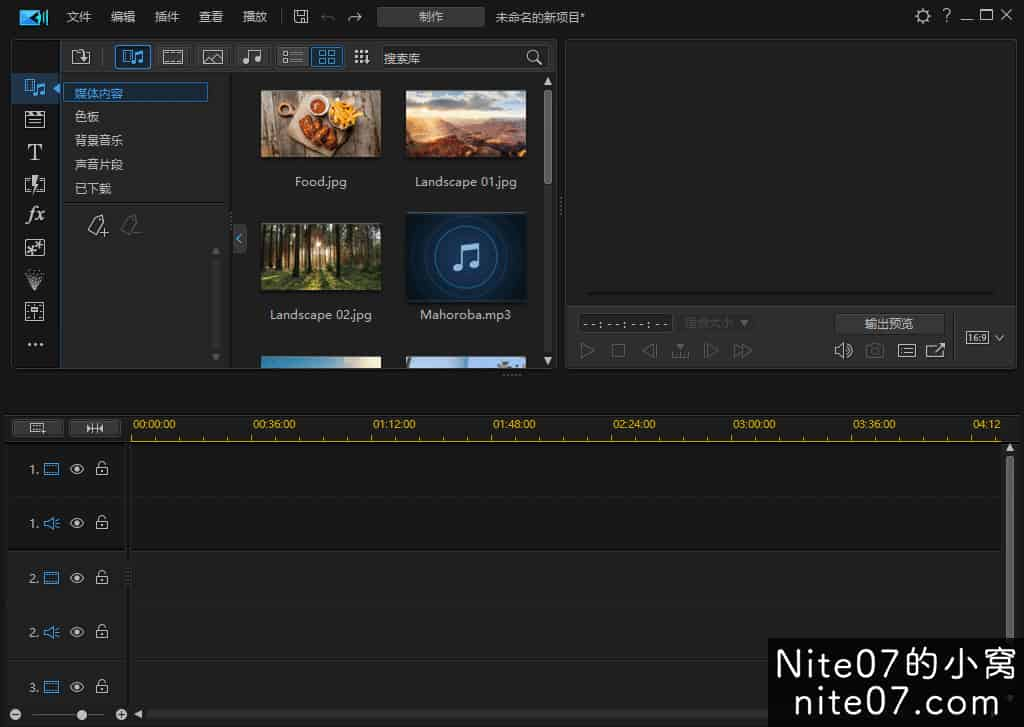 文件 编辑 插件 查看 播放 制作 未命名的新项目*
搜索库
媒体内容
色板
背景音乐
声音片段
已下载
T
fx
Food.jpg Landscape 01.jpg
Landscape 02.jpg Mahoroba.mp3
--:--:--:-- 图像大小 输出预览
16:9
00:00:00 00:36:00 01:12:00 01:48:00 02:24:00 03:00:00 03:36:00 04:12
1.
1.
2.
2.
3.
Nite07的小窝
nite07.com